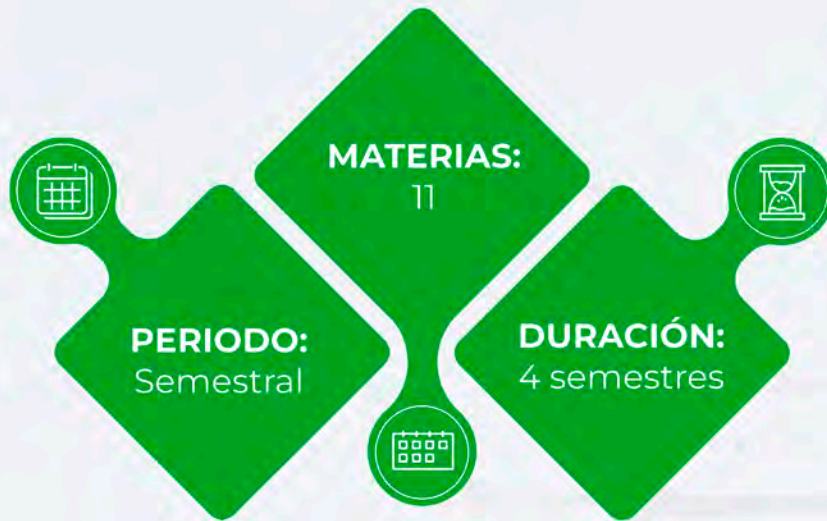 MATERIAS:
11
PERIODO:
Semestral
DURACIÓN:
4 semestres